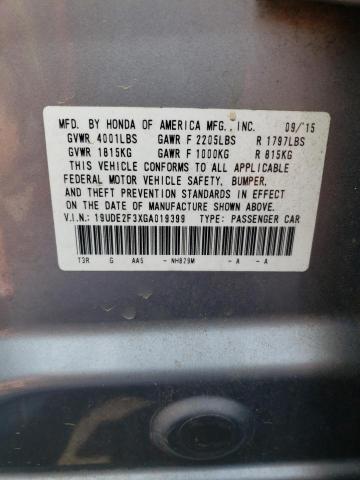 MFD. BY HONDA OF AMERICA MFG., INC. 09/15
GVWR 4001LBS GAWR F 2205LBS R 1797LBS
GVWR 1815KG GAWR F 1000KG R 815KG
THIS VEHICLE CONFORMS TO ALL APPLICABLE
FEDERAL MOTOR VEHICLE SAFETY, BUMPER,
AND THEFT PREVENTION STANDARDS IN EFFECT
ON THE DATE OF MANUFACTURE SHOWN ABOVE.
V.I.N.: 19UDE2F3XGA019399 TYPE: PASSENGER CAR
T3R G AA5 - NH829M - A - A